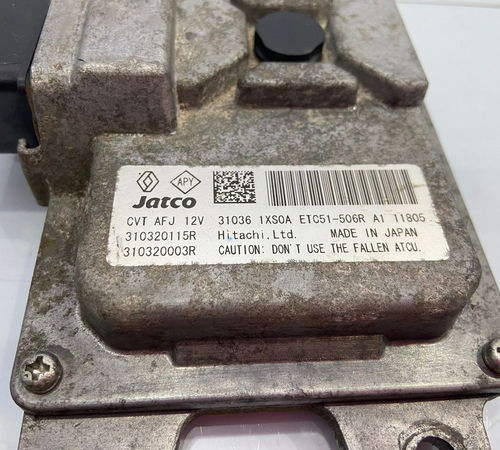 APY
Jatco
CVT AFJ 12V 31036 1XS0A ETC51-506R A1 T1805
310320115R Hitachi.Ltd. MADE IN JAPAN
310320003R CAUTION: DON'T USE THE FALLEN ATCU.